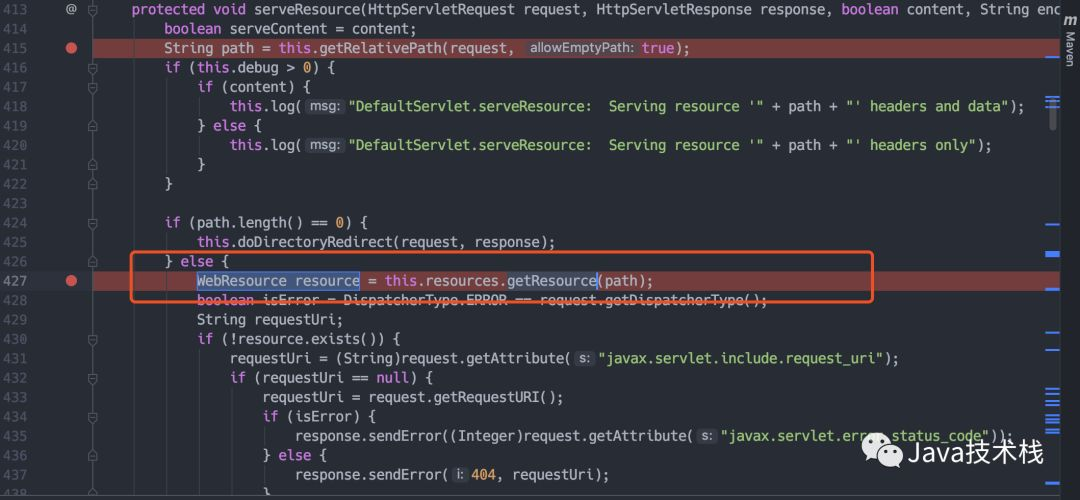 413 @ protected void serveResource(HttpServletRequest request, HttpServletResponse response, boolean content, String enc
414 boolean serveContent = content;
415 String path = this.getRelativePath(request, allowEmptyPath: true);
416 if (this.debug > 0) {
417 if (content) {
418 this.log( msg: "DefaultServlet.serveResource:  Serving resource '" + path + "' headers and data");
419 } else {
420 this.log( msg: "DefaultServlet.serveResource:  Serving resource '" + path + "' headers only");
421 }
422 }
423
424 if (path.length() == 0) {
425 this.doDirectoryRedirect(request, response);
426 } else {
427 WebResource resource = this.resources.getResource(path);
428 boolean isError = DispatcherType.ERROR == request.getDispatcherType();
429 String requestUri;
430 if (!resource.exists()) {
431 requestUri = (String)request.getAttribute( s: "javax.servlet.include.request_uri");
432 if (requestUri == null) {
433 requestUri = request.getRequestURI();
434 if (isError) {
435 response.sendError((Integer)request.getAttribute( s: "javax.servlet.error.status_code"));
436 } else {
437 response.sendError( i: 404, requestUri);
438 }
m Maven
Java技术栈